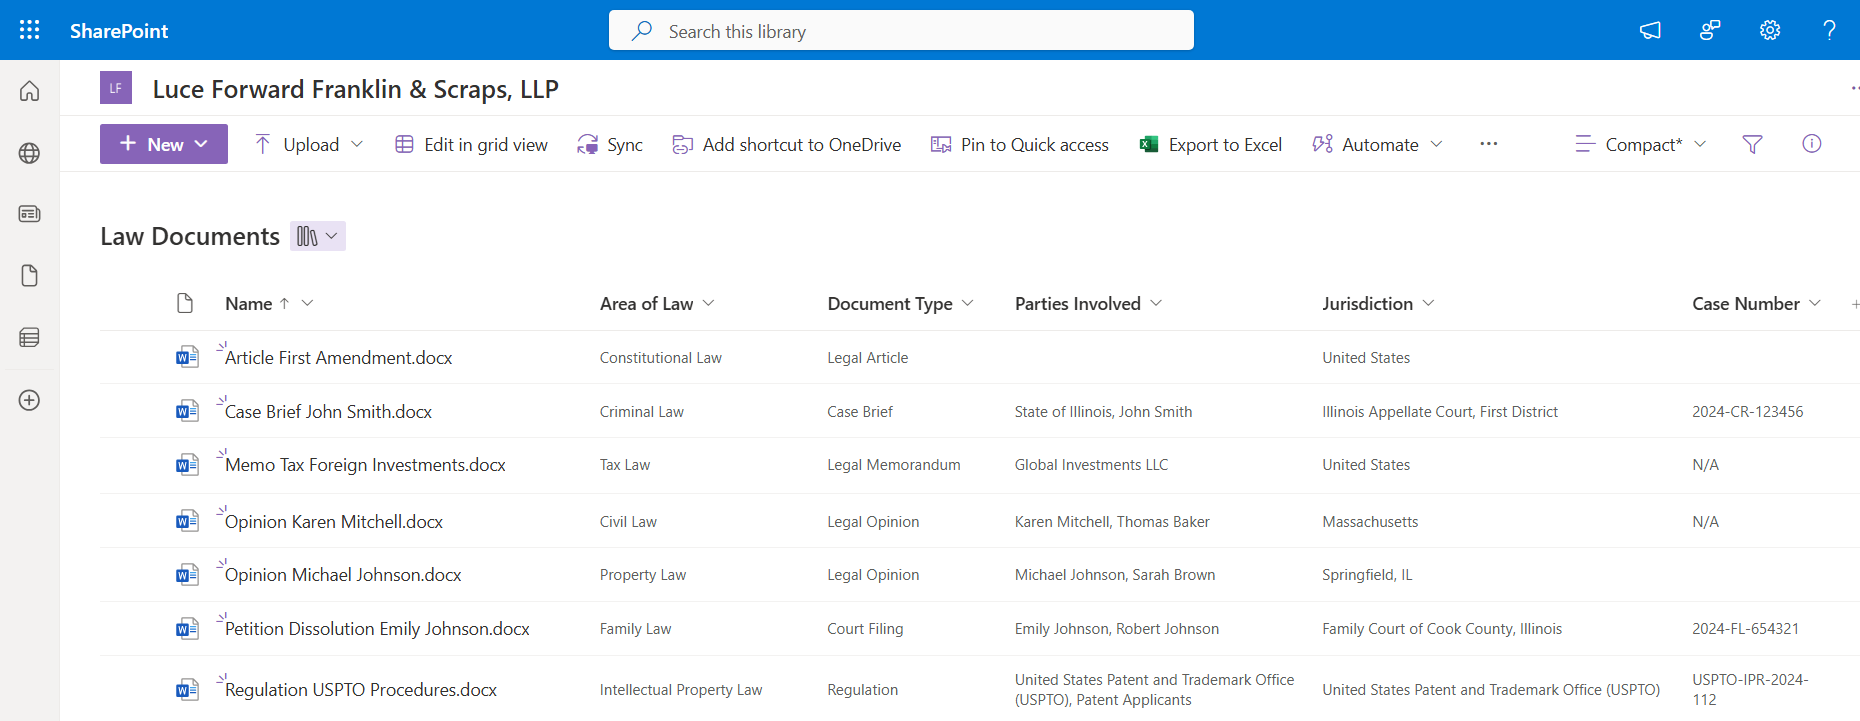 SharePoint
Search this library
?
LF
Luce Forward Franklin & Scraps, LLP
+ New
Upload
Edit in grid view
Sync
Add shortcut to OneDrive
Pin to Quick access
Export to Excel
Automate
...
Compact*
Law Documents
Name ↑
Area of Law
Document Type
Parties Involved
Jurisdiction
Case Number
+
Article First Amendment.docx
Constitutional Law
Legal Article
United States
Case Brief John Smith.docx
Criminal Law
Case Brief
State of Illinois, John Smith
Illinois Appellate Court, First District
2024-CR-123456
Memo Tax Foreign Investments.docx
Tax Law
Legal Memorandum
Global Investments LLC
United States
N/A
Opinion Karen Mitchell.docx
Civil Law
Legal Opinion
Karen Mitchell, Thomas Baker
Massachusetts
N/A
Opinion Michael Johnson.docx
Property Law
Legal Opinion
Michael Johnson, Sarah Brown
Springfield, IL
Petition Dissolution Emily Johnson.docx
Family Law
Court Filing
Emily Johnson, Robert Johnson
Family Court of Cook County, Illinois
2024-FL-654321
Regulation USPTO Procedures.docx
Intellectual Property Law
Regulation
United States Patent and Trademark Office
(USPTO), Patent Applicants
United States Patent and Trademark Office (USPTO)
USPTO-IPR-2024-
112